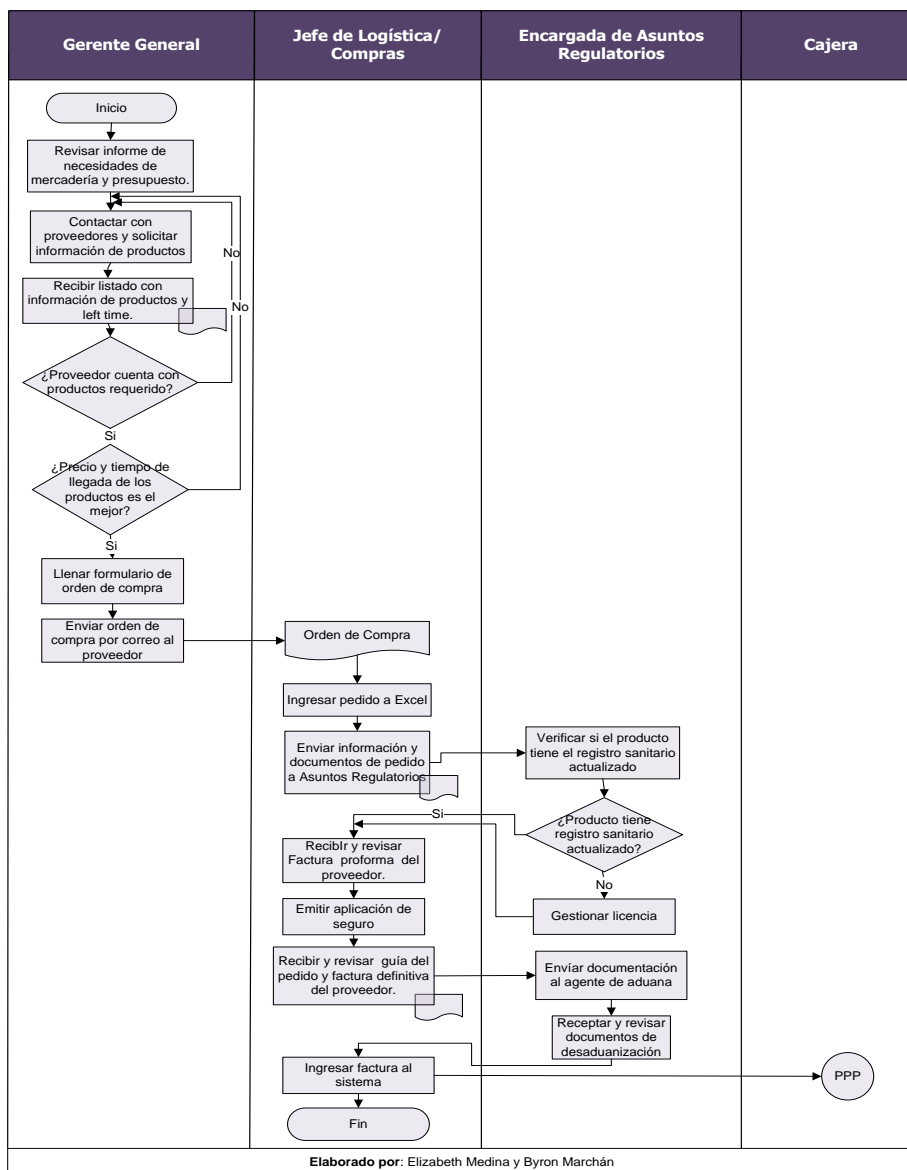 Gerente General
Jefe de Logística/
Compras
Encargada de Asuntos
Regulatorios
Cajera
Inicio
Revisar informe de
necesidades de
mercadería y presupuesto.
Contactar con
proveedores y solicitar
información de productos
No
Recibir listado con
información de productos y
left time.
No
¿Proveedor cuenta con
productos requerido?
Si
¿Precio y tiempo de
llegada de los
productos es el
mejor?
Si
Llenar formulario de
orden de compra
Enviar orden de
compra por correo al
proveedor
Orden de Compra
Ingresar pedido a Excel
Enviar información y
documentos de pedido
a Asuntos Regulatorios
Verificar si el producto
tiene el registro sanitario
actualizado
¿Producto tiene
registro sanitario
actualizado?
Si
No
Gestionar licencia
RecibIr y revisar
Factura proforma del
proveedor.
Emitir aplicación de
seguro
Recibir y revisar guía del
pedido y factura definitiva
del proveedor.
Envíar documentación
al agente de aduana
Receptar y revisar
documentos de
desaduanización
Ingresar factura al
sistema
PPP
Fin
Elaborado por: Elizabeth Medina y Byron Marchán